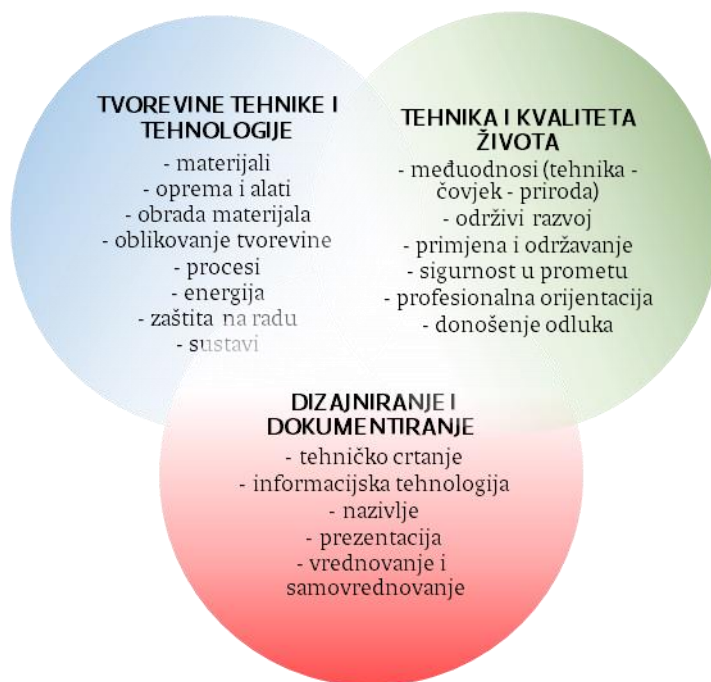 TVOREVINE TEHNIKE I
TEHNOLOGIJE
- materijali
- oprema i alati
- obrada materijala
- oblikovanje tvorevine
- procesi
- energija
- zaštita na radu
- sustavi
TEHNIKA I KVALITETA
ŽIVOTA
- međuodnosi (tehnika -
čovjek - priroda)
- održivi razvoj
- primjena i održavanje
- sigurnost u prometu
- profesionalna orijentacija
- donošenje odluka
DIZAJNIRANJE I
DOKUMENTIRANJE
- tehničko crtanje
- informacijska tehnologija
- nazivlje
- prezentacija
- vrednovanje i
samovrednovanje